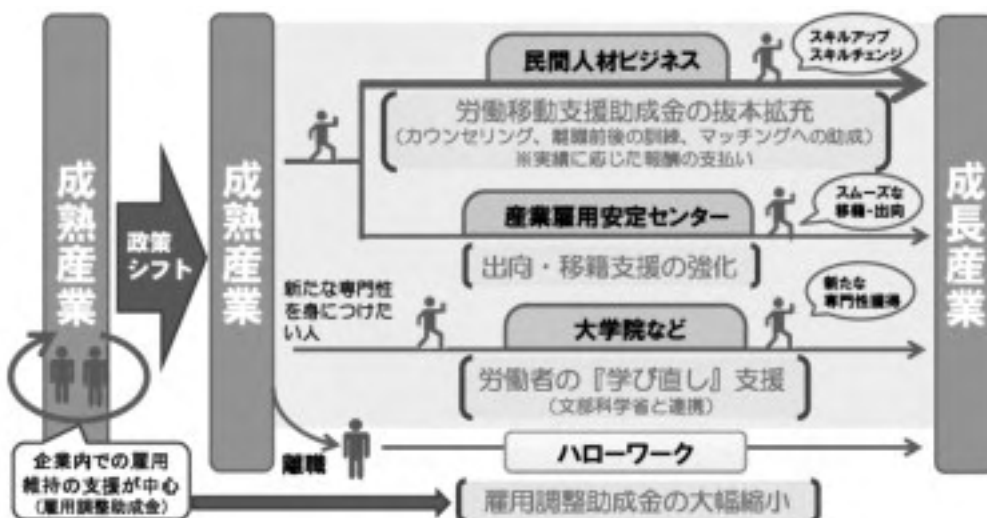 成熟産業
政策
シフト
成熟産業
民間人材ビジネス
スキルアップ
スキルチェンジ
労働移動支援助成金の抜本拡充
(カウンセリング、離職前後の訓練、マッチングへの助成)
※実績に応じた報酬の支払い
産業雇用安定センター
スムーズな
移籍・出向
出向・移籍支援の強化
新たな専門性
を身につけた
い人
大学院など
新たな
専門性獲得
労働者の『学び直し』支援
(文部科学省と連携)
離職
ハローワーク
企業内での雇用
維持の支援が中心
(雇用調整助成金)
雇用調整助成金の大幅縮小
成長産業